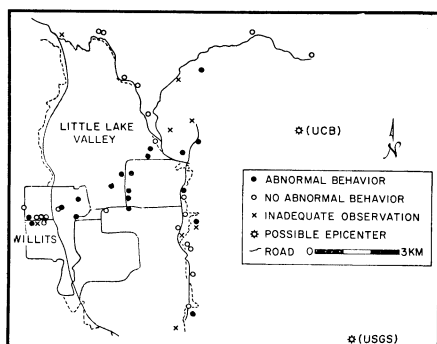 (UCB)
LITTLE LAKE
VALLEY
N
ABNORMAL BEHAVIOR
NO ABNORMAL BEHAVIOR
INADEQUATE OBSERVATION
POSSIBLE EPICENTER
ROAD 0 3KM
WILLITS
(USGS)